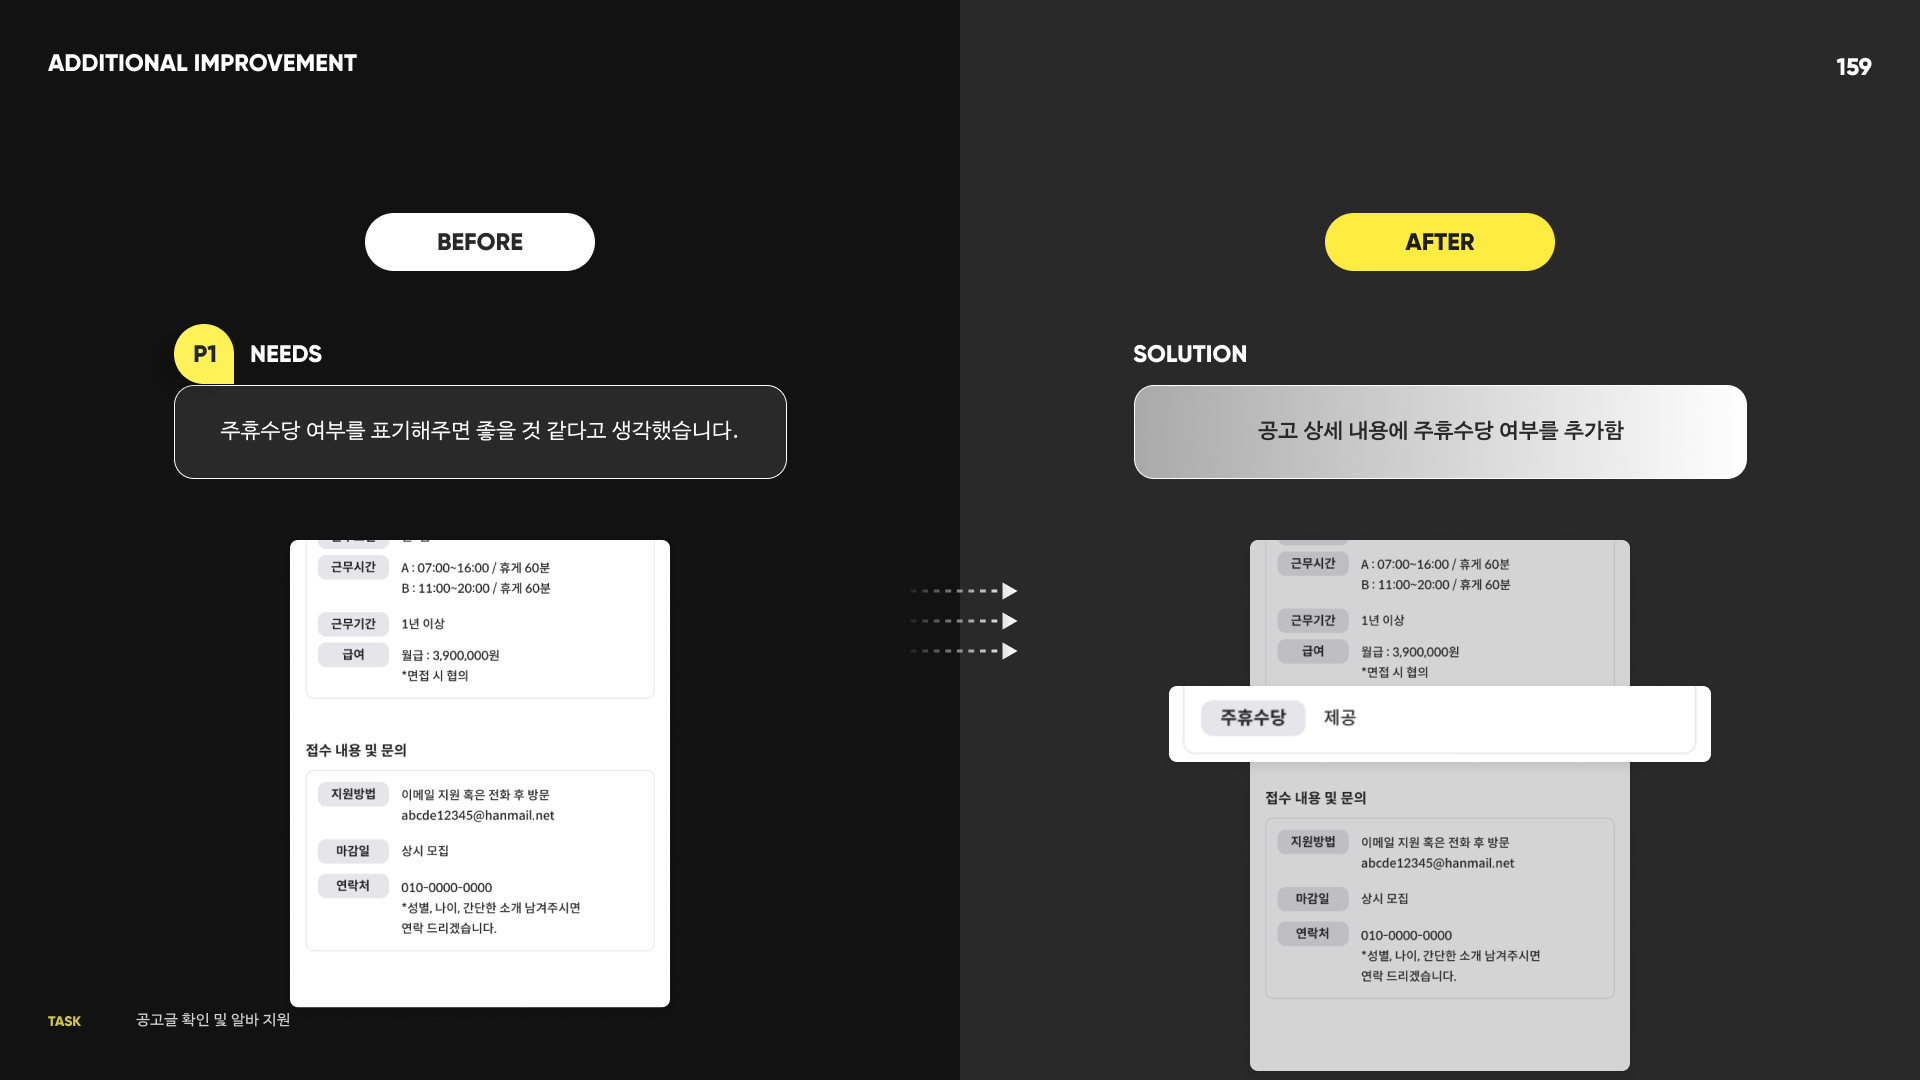 ADDITIONAL IMPROVEMENT
159
BEFORE
P1
NEEDS
주휴수당 여부를 표기해주면 좋을 것 같다고 생각했습니다.
근무시간
A : 07:00~16:00 / 휴게 60분
B : 11:00~20:00 / 휴게 60분
근무기간
1년 이상
급여
월급 : 3,900,000원
*면접 시 협의
접수 내용 및 문의
지원방법
이메일 지원 혹은 전화 후 방문
abcde12345@hanmail.net
마감일
상시 모집
연락처
010-0000-0000
*성별, 나이, 간단한 소개 남겨주시면
연락 드리겠습니다.
TASK
공고글 확인 및 알바 지원
AFTER
SOLUTION
공고 상세 내용에 주휴수당 여부를 추가함
근무시간
A : 07:00~16:00 / 휴게 60분
B : 11:00~20:00 / 휴게 60분
근무기간
1년 이상
급여
월급 : 3,900,000원
*면접 시 협의
주휴수당
제공
접수 내용 및 문의
지원방법
이메일 지원 혹은 전화 후 방문
abcde12345@hanmail.net
마감일
상시 모집
연락처
010-0000-0000
*성별, 나이, 간단한 소개 남겨주시면
연락 드리겠습니다.